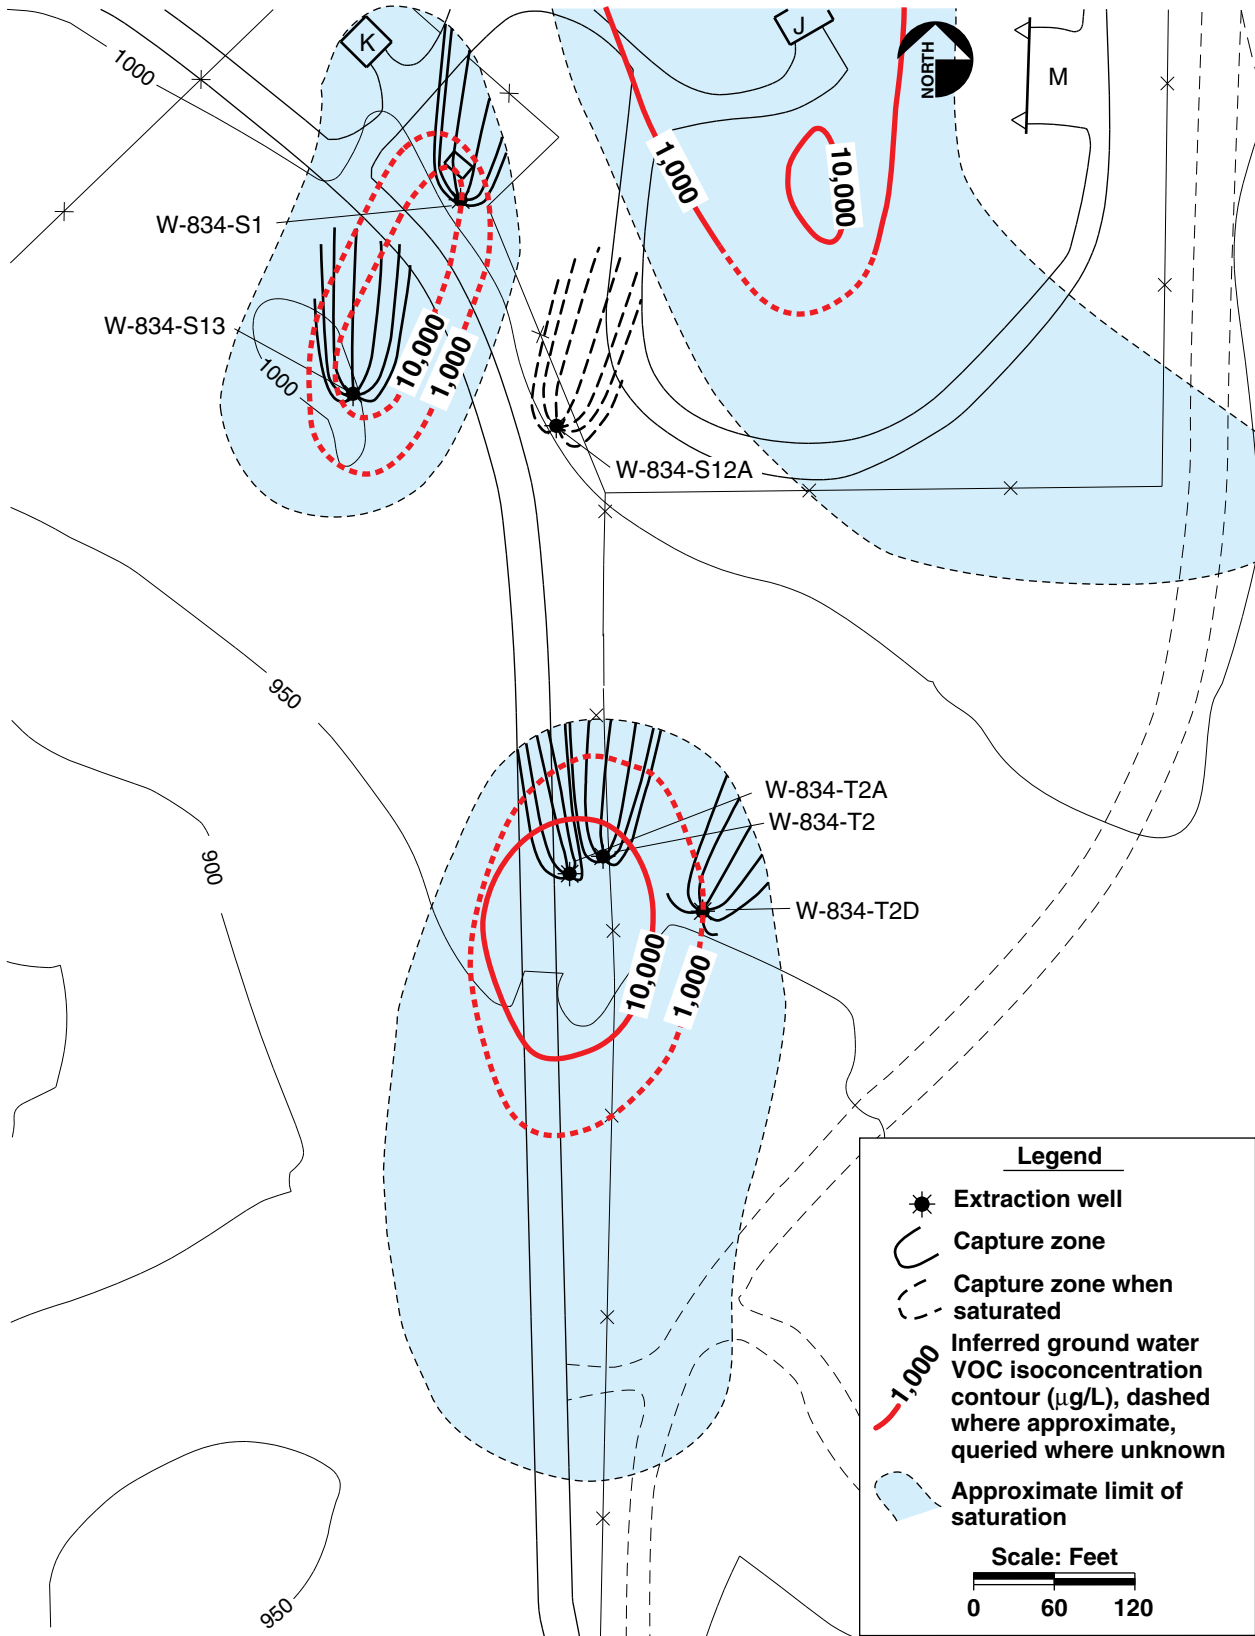 K
J
NORTH
M
1000
1,000
10,000
W-834-S1
W-834-S13
10,000
1,000
1000
W-834-S12A
950
W-834-T2A
W-834-T2
900
W-834-T2D
10,000
1,000
950
Legend
Extraction well
Capture zone
Capture zone when
saturated
1,000
Inferred ground water
VOC isoconcentration
contour (µg/L), dashed
where approximate,
queried where unknown
Approximate limit of
saturation
Scale: Feet
0 60 120